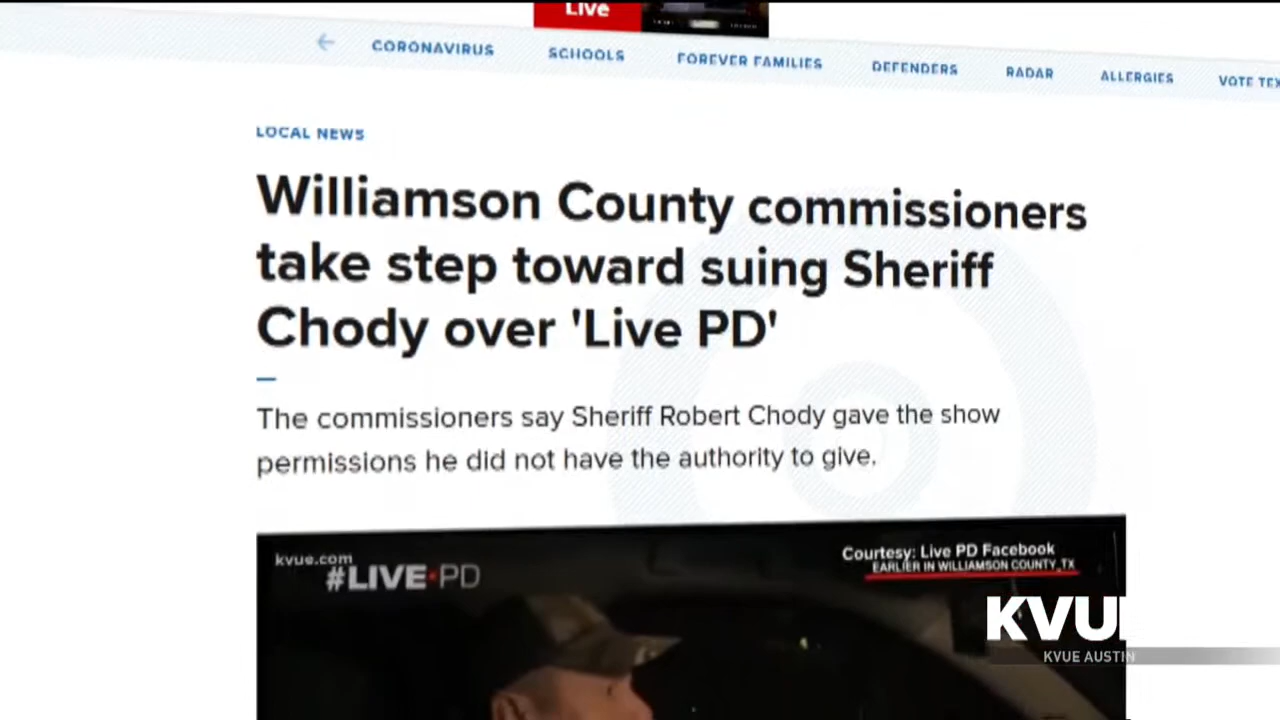 Live
CORONAVIRUS SCHOOLS FOREVER FAMILIES DEFENDERS RADAR ALLERGIES VOTE TEX
LOCAL NEWS
Williamson County commissioners
take step toward suing Sheriff
Chody over 'Live PD'
The commissioners say Sheriff Robert Chody gave the show
permissions he did not have the authority to give.
kvue.com
#LIVE PD
Courtesy: Live PD Facebook
EARLIER IN WILLIAMSON COUNTY, TX
KVUE
KVUE AUSTIN